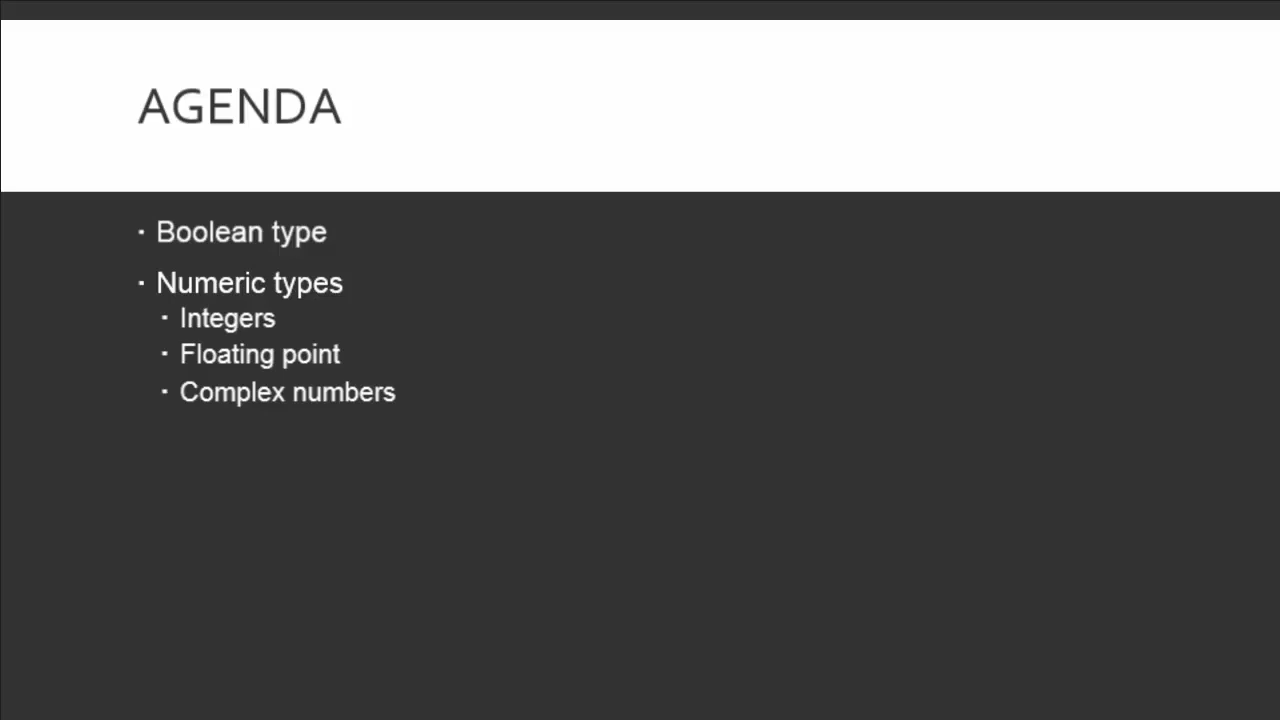 AGENDA
▪ Boolean type
▪ Numeric types
▪ Integers
▪ Floating point
▪ Complex numbers